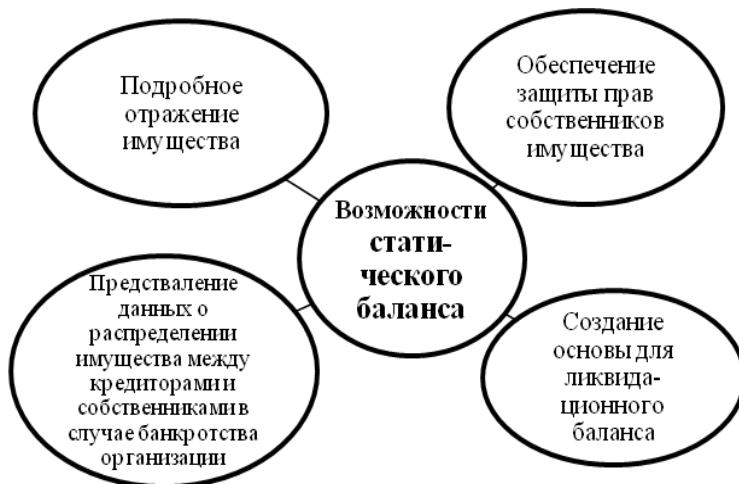 Подробное
отражение
имущества
Обеспечение
защиты прав
собственников
имущества
Возможности
стати-
ческого
баланса
Предстваление
данных о
распределении
имущества между
кредиторами и
собственниками в
случае банкротства
организации
Создание
основы для
ликвида-
ционного
баланса